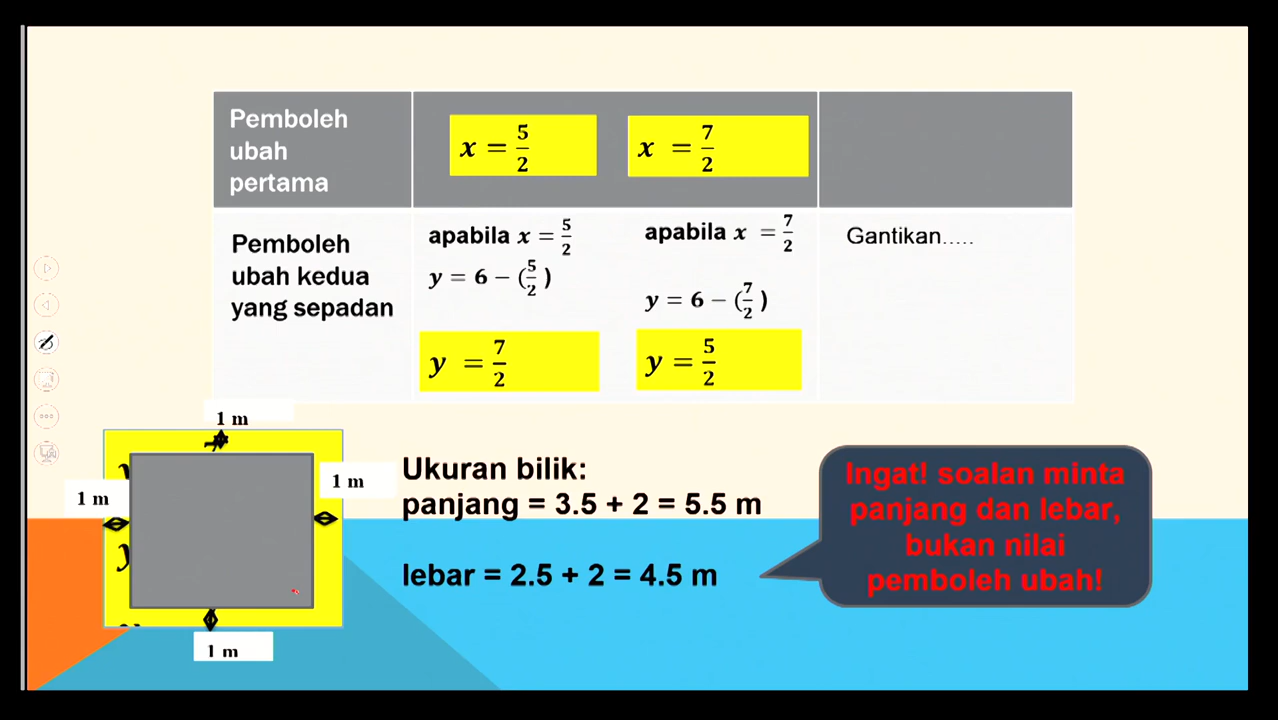 Pemboleh
ubah
pertama
x = 5/2
x = 7/2
Pemboleh
ubah kedua
yang sepadan
apabila x = 5/2
y = 6 − (5/2)
y = 7/2
apabila x = 7/2
y = 6 − (7/2)
y = 5/2
Gantikan.....
1 m
1 m
1 m
1 m
Ukuran bilik:
panjang = 3.5 + 2 = 5.5 m
lebar = 2.5 + 2 = 4.5 m
Ingat! soalan minta
panjang dan lebar,
bukan nilai
pemboleh ubah!